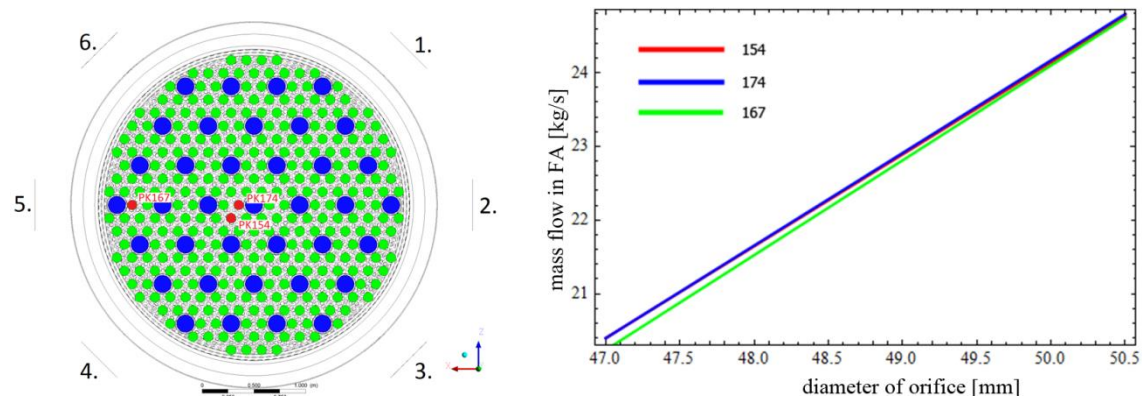 6.
1.
5.
PK167
PK174
2.
PK154
4.
3.
Z
X
0
0.500
1.000 (m)
154
174
167
mass flow in FA [kg/s]
24
23
22
21
47.0 47.5 48.0 48.5 49.0 49.5 50.0 50.5
diameter of orifice [mm]